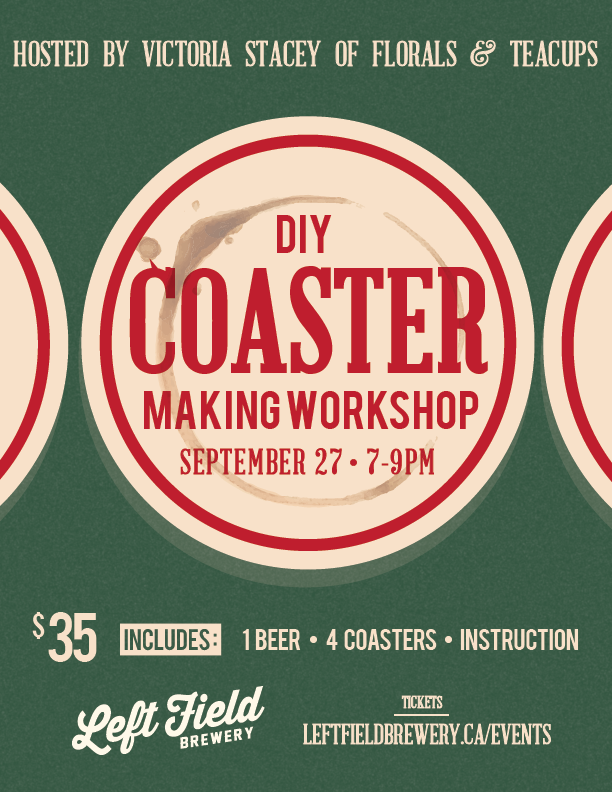 HOSTED BY VICTORIA STACEY OF FLORALS & TEACUPS
DIY
COASTER
MAKING WORKSHOP
SEPTEMBER 27 • 7-9PM
$35 INCLUDES: 1 BEER • 4 COASTERS • INSTRUCTION
Left Field
BREWERY
TICKETS
LEFTFIELDBREWERY.CA/EVENTS